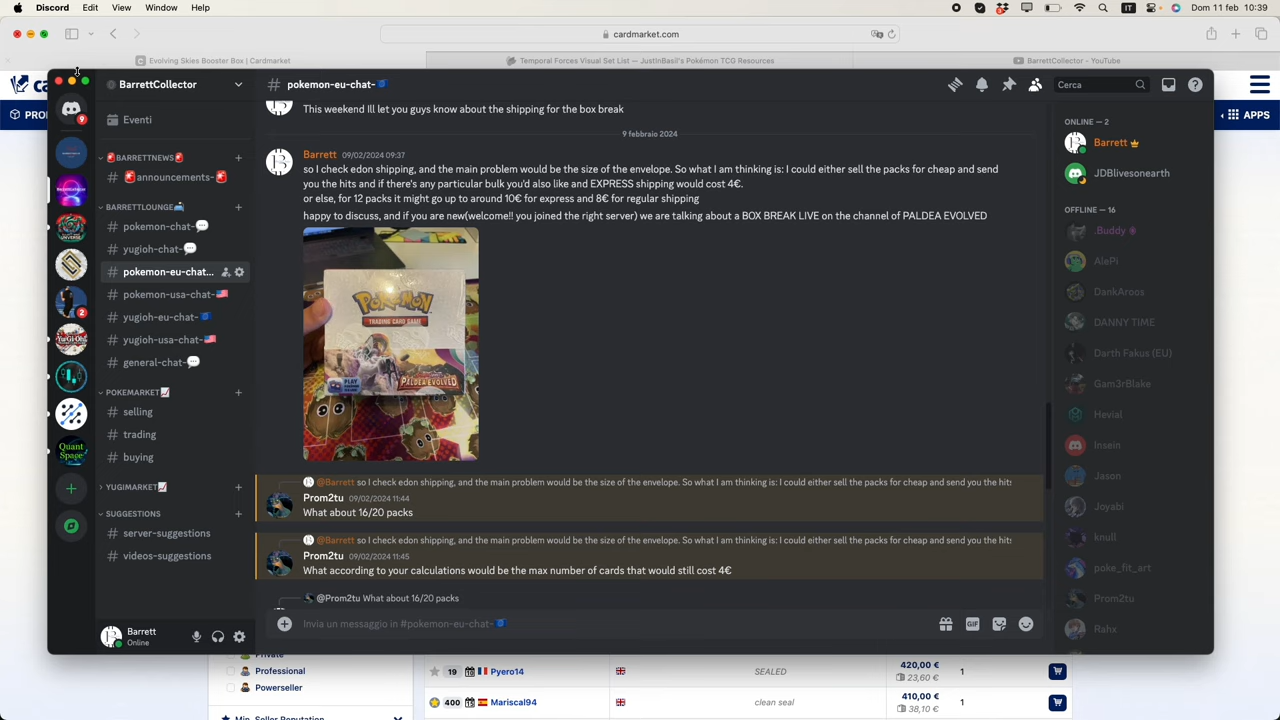 Discord File Edit View Window Help
Dom 11 feb 10:39
cardmarket.com
Evolving Skies Booster Box | Cardmarket
Temporal Forces Visual Set List — JustInBasil's Pokémon TCG Resources
BarrettCollector - YouTube
APPS
BarrettCollector
# pokemon-eu-chat-
Cerca
Eventi
BARRETTNEWS
# announcements-
BARRETTLOUNGE
# pokemon-chat-
# yugioh-chat-
# pokemon-eu-chat...
# pokemon-usa-chat-
# yugioh-eu-chat-
# yugioh-usa-chat-
# general-chat-
POKEMARKET
# selling
# trading
# buying
YUGIMARKET
SUGGESTIONS
# server-suggestions
# videos-suggestions
9
2
Quant
Space
Barrett
Online
This weekend Ill let you guys know about the shipping for the box break
9 febbraio 2024
Barrett 09/02/2024 09:37
so I check edon shipping, and the main problem would be the size of the envelope. So what I am thinking is: I could either sell the packs for cheap and send
you the hits and if there's any particular bulk you'd also like and EXPRESS shipping would cost 4€.
or else, for 12 packs it might go up to around 10€ for express and 8€ for regular shipping
happy to discuss, and if you are new(welcome!! you joined the right server) we are talking about a BOX BREAK LIVE on the channel of PALDEA EVOLVED
POKÉMON
TRADING CARD GAME
PLAY
PALDEA EVOLVED
@Barrett so I check edon shipping, and the main problem would be the size of the envelope. So what I am thinking is: I could either sell the packs for cheap and send you the hits
Prom2tu 09/02/2024 11:44
What about 16/20 packs
@Barrett so I check edon shipping, and the main problem would be the size of the envelope. So what I am thinking is: I could either sell the packs for cheap and send you the hits
Prom2tu 09/02/2024 11:45
What according to your calculations would be the max number of cards that would still cost 4€
@Prom2tu What about 16/20 packs
Invia un messaggio in #pokemon-eu-chat-
GIF
ONLINE — 2
Barrett
JDBlivesonearth
OFFLINE — 16
.Buddy
AlePi
DankAroos
DANNY TIME
Darth Fakus (EU)
Gam3rBlake
Hevial
Insein
Jason
Joyabi
knull
poke_fit_art
Prom2tu
Rahx
Professional
Powerseller
Min. Seller Reputation
19 Pyero14 SEALED 420,00 € 1
23,60 €
400 Mariscal94 clean seal 410,00 € 1
38,10 €